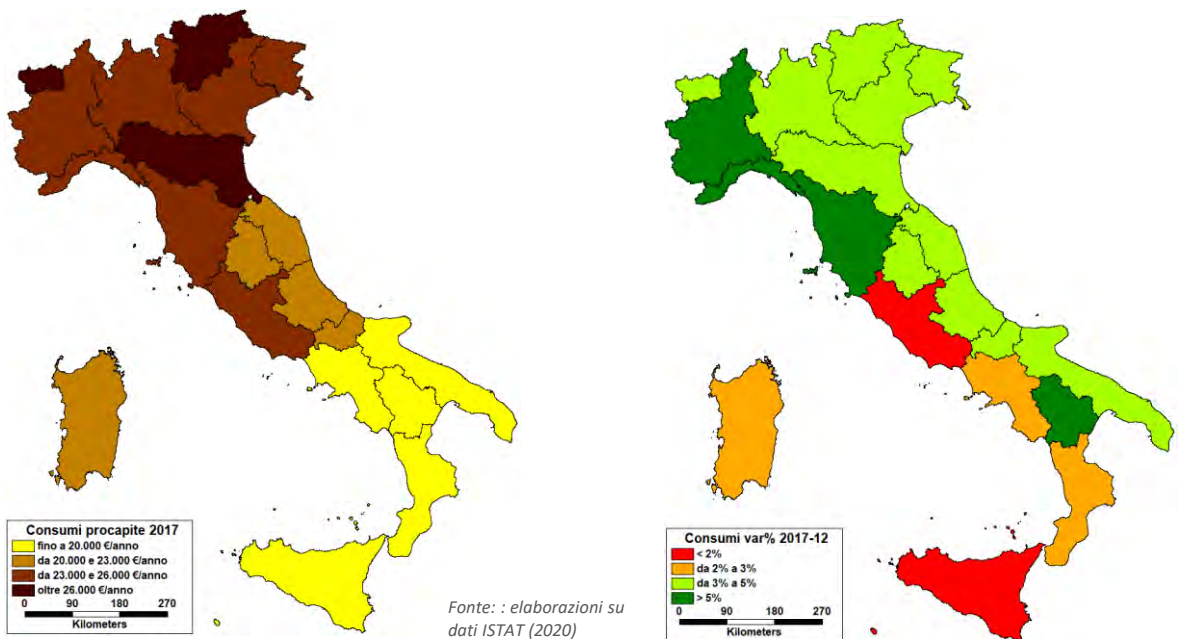 Consumi procapite 2017
fino a 20.000 €/anno
da 20.000 e 23.000 €/anno
da 23.000 e 26.000 €/anno
oltre 26.000 €/anno
0 90 180 270
Kilometers
Fonte: : elaborazioni su
dati ISTAT (2020)
Consumi var% 2017-12
< 2%
da 2% a 3%
da 3% a 5%
> 5%
0 90 180 270
Kilometers